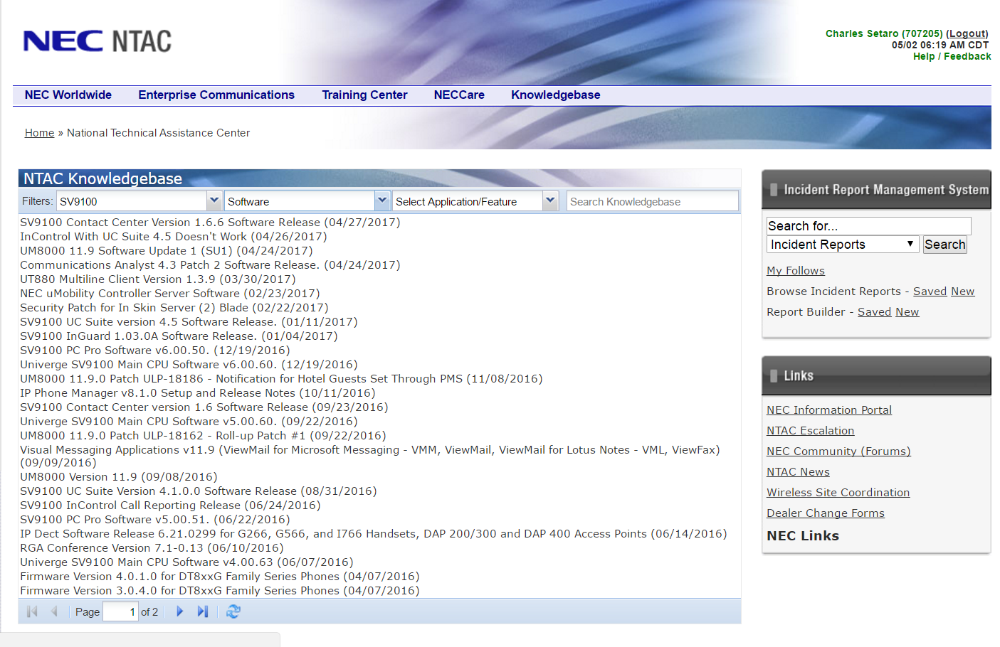 NEC NTAC
Charles Setaro (707205) (Logout)
05/02 06:19 AM CDT
Help / Feedback
NEC Worldwide Enterprise Communications Training Center NECCare Knowledgebase
Home » National Technical Assistance Center
NTAC Knowledgebase
Filters: SV9100 Software Select Application/Feature Search Knowledgebase
SV9100 Contact Center Version 1.6.6 Software Release (04/27/2017)
InControl With UC Suite 4.5 Doesn't Work (04/26/2017)
UM8000 11.9 Software Update 1 (SU1) (04/24/2017)
Communications Analyst 4.3 Patch 2 Software Release. (04/24/2017)
UT880 Multiline Client Version 1.3.9 (03/30/2017)
NEC uMobility Controller Server Software (02/23/2017)
Security Patch for In Skin Server (2) Blade (02/22/2017)
SV9100 UC Suite version 4.5 Software Release. (01/11/2017)
SV9100 InGuard 1.03.0A Software Release. (01/04/2017)
SV9100 PC Pro Software v6.00.50. (12/19/2016)
Univerge SV9100 Main CPU Software v6.00.60. (12/19/2016)
UM8000 11.9.0 Patch ULP-18186 - Notification for Hotel Guests Set Through PMS (11/08/2016)
IP Phone Manager v8.1.0 Setup and Release Notes (10/11/2016)
SV9100 Contact Center version 1.6 Software Release (09/23/2016)
Univerge SV9100 Main CPU Software v5.00.60. (09/22/2016)
UM8000 11.9.0 Patch ULP-18162 - Roll-up Patch #1 (09/22/2016)
Visual Messaging Applications v11.9 (ViewMail for Microsoft Messaging - VMM, ViewMail, ViewMail for Lotus Notes - VML, ViewFax)
(09/09/2016)
UM8000 Version 11.9 (09/08/2016)
SV9100 UC Suite Version 4.1.0.0 Software Release (08/31/2016)
SV9100 InControl Call Reporting Release (06/24/2016)
SV9100 PC Pro Software v5.00.51. (06/22/2016)
IP Dect Software Release 6.21.0299 for G266, G566, and I766 Handsets, DAP 200/300 and DAP 400 Access Points (06/14/2016)
RGA Conference Version 7.1-0.13 (06/10/2016)
Univerge SV9100 Main CPU Software v4.00.63 (06/07/2016)
Firmware Version 4.0.1.0 for DT8xxG Family Series Phones (04/07/2016)
Firmware Version 3.0.4.0 for DT8xxG Family Series Phones (04/07/2016)
Page 1 of 2
Incident Report Management System
Search for...
Incident Reports Search
My Follows
Browse Incident Reports - Saved New
Report Builder - Saved New
Links
NEC Information Portal
NTAC Escalation
NEC Community (Forums)
NTAC News
Wireless Site Coordination
Dealer Change Forms
NEC Links